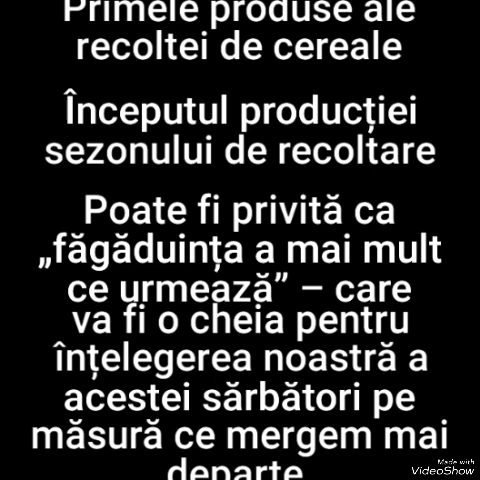 Primele produse ale
recoltei de cereale
Începutul producției
sezonului de recoltare
Poate fi privită ca
„făgăduința a mai mult
ce urmează” – care
va fi o cheia pentru
înțelegerea noastră a
acestei sărbători pe
măsură ce mergem mai
departe
Made with
VideoShow